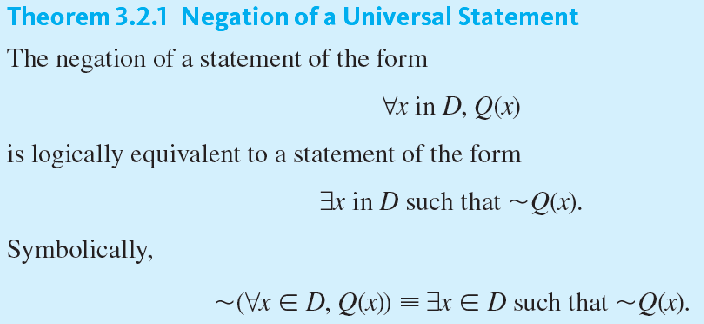 Theorem 3.2.1 Negation of a Universal Statement
The negation of a statement of the form
∀x in D, Q(x)
is logically equivalent to a statement of the form
∃x in D such that ~Q(x).
Symbolically,
~(∀x ∈ D, Q(x)) ≡ ∃x ∈ D such that ~Q(x).